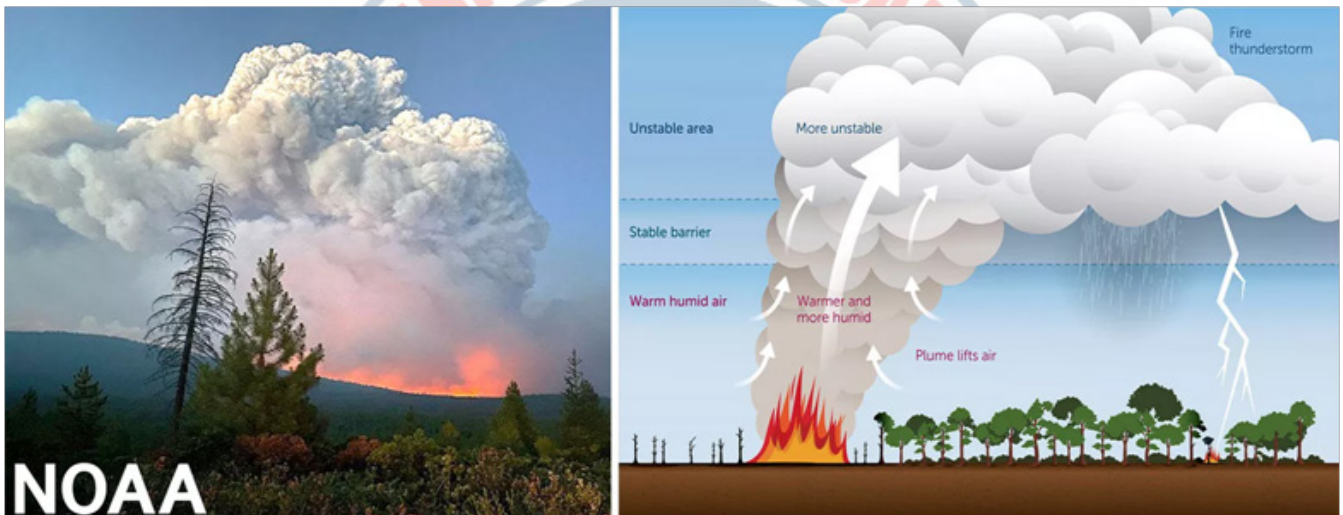 NOAA
Fire
thunderstorm
Unstable area
More unstable
Stable barrier
Warm humid air
Warmer and
more humid
Plume lifts air